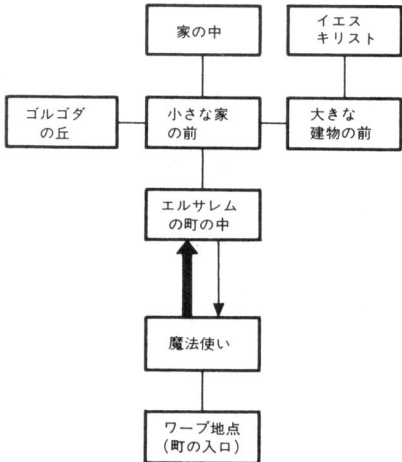 家の中
イエス
キリスト
ゴルゴダ
の丘
小さな家
の前
大きな
建物の前
エルサレム
の町の中
魔法使い
ワープ地点
(町の入口)